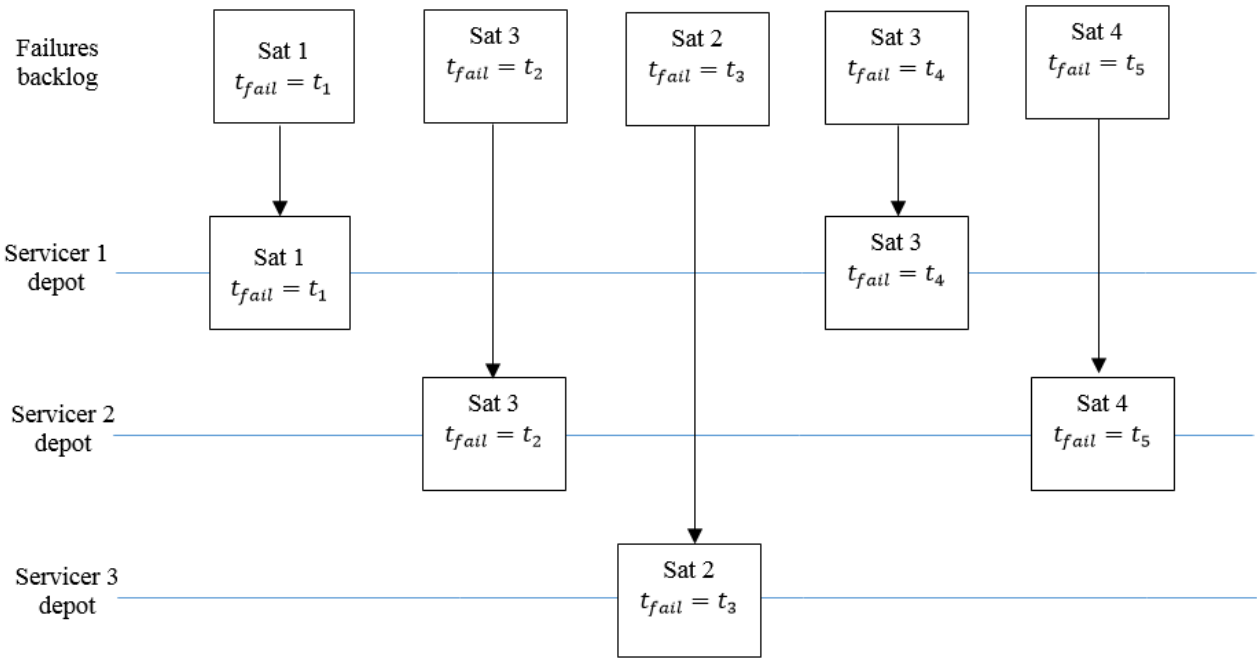 Failures
backlog
Sat 1
t_fail = t_1
Sat 3
t_fail = t_2
Sat 2
t_fail = t_3
Sat 3
t_fail = t_4
Sat 4
t_fail = t_5
Servicer 1
depot
Sat 1
t_fail = t_1
Sat 3
t_fail = t_4
Servicer 2
depot
Sat 3
t_fail = t_2
Sat 4
t_fail = t_5
Servicer 3
depot
Sat 2
t_fail = t_3